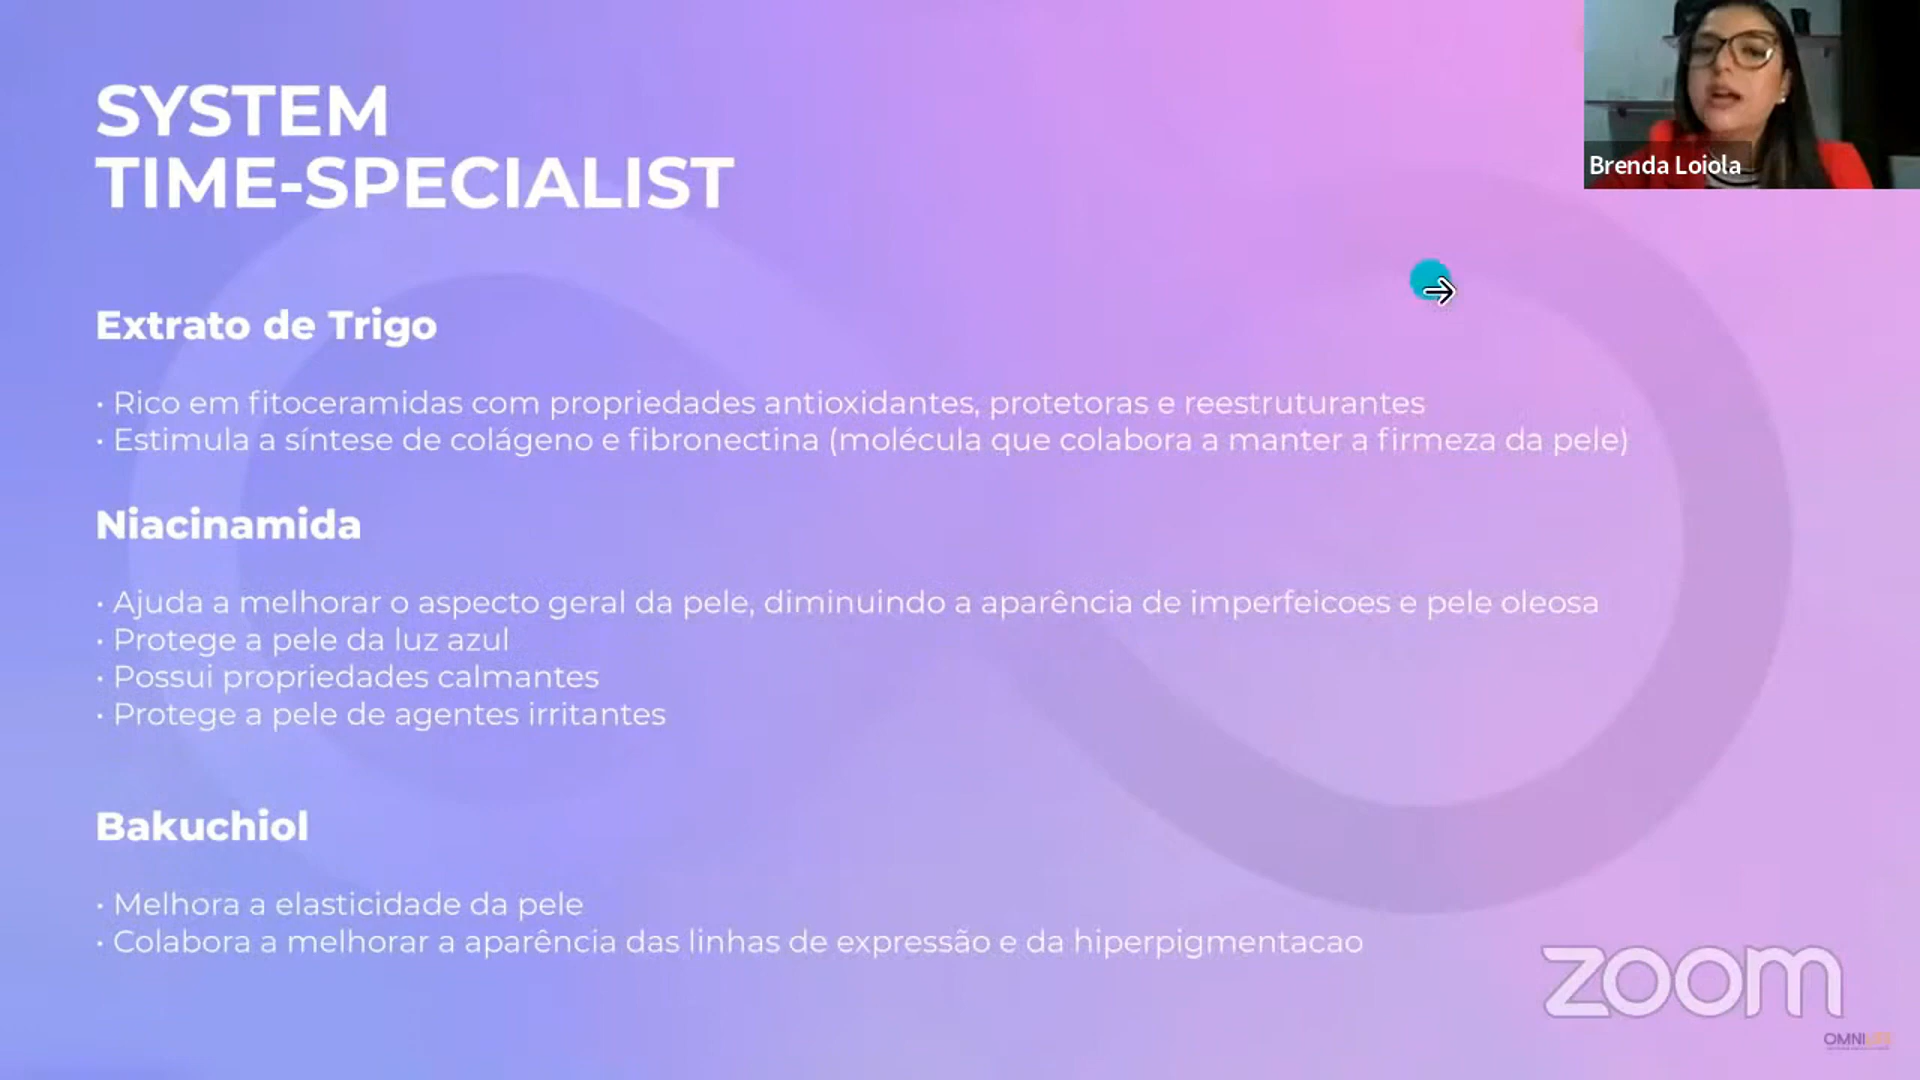 SYSTEM
TIME-SPECIALIST
Brenda Loiola
Extrato de Trigo
• Rico em fitoceramidas com propriedades antioxidantes, protetoras e reestruturantes
• Estimula a síntese de colágeno e fibronectina (molécula que colabora a manter a firmeza da pele)
Niacinamida
• Ajuda a melhorar o aspecto geral da pele, diminuindo a aparência de imperfeicoes e pele oleosa
• Protege a pele da luz azul
• Possui propriedades calmantes
• Protege a pele de agentes irritantes
Bakuchiol
• Melhora a elasticidade da pele
• Colabora a melhorar a aparência das linhas de expressão e da hiperpigmentacao
zoom
OMNI